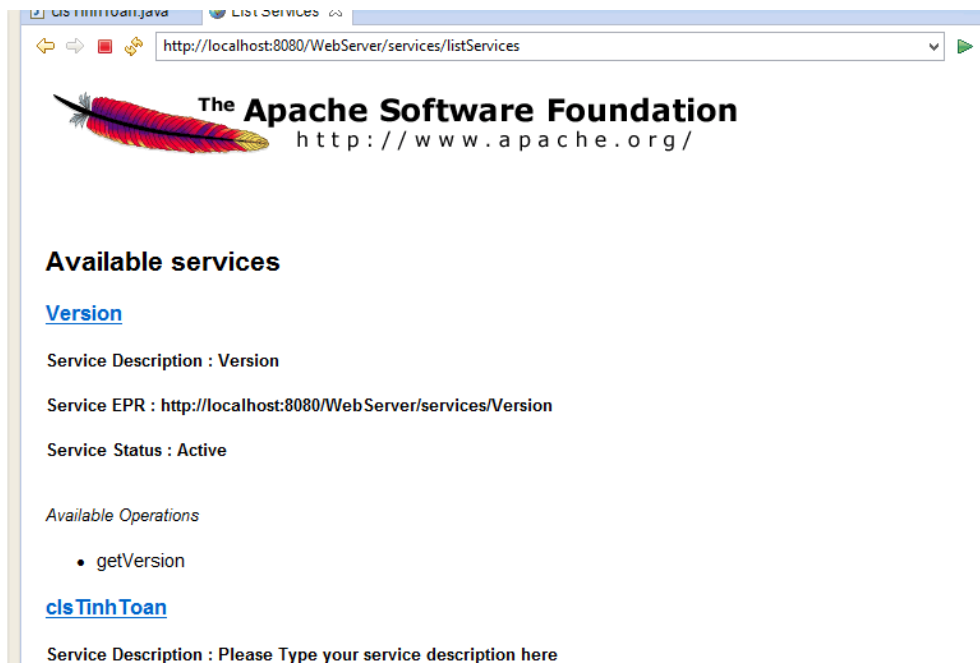 clsTinhToan.java List Services
http://localhost:8080/WebServer/services/listServices
The Apache Software Foundation
http://www.apache.org/
Available services
Version
Service Description : Version
Service EPR : http://localhost:8080/WebServer/services/Version
Service Status : Active
Available Operations
getVersion
clsTinhToan
Service Description : Please Type your service description here